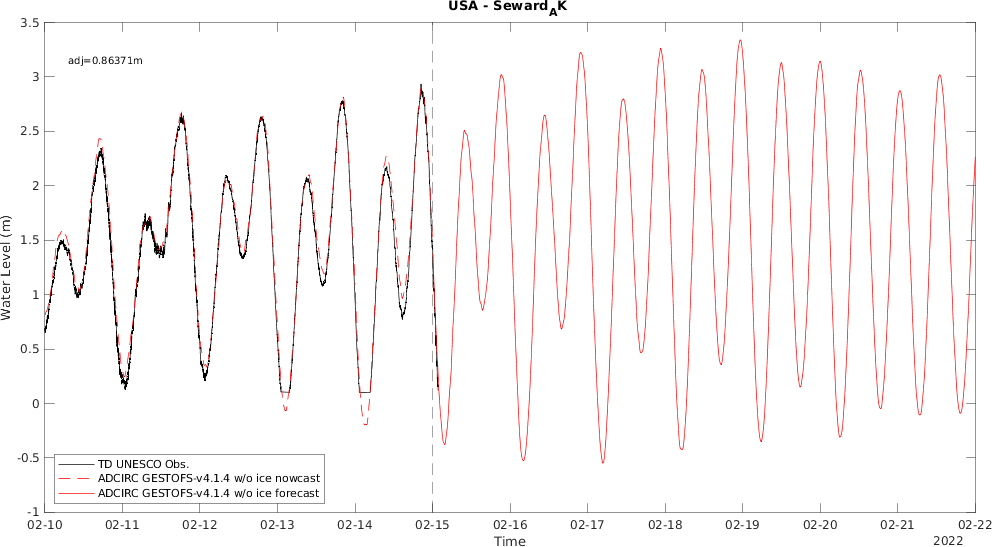 USA - Seward_AK
adj=0.86371m
3.5
3
2.5
2
1.5
1
0.5
0
-0.5
-1
Water Level (m)
TD UNESCO Obs.
ADCIRC GESTOFS-v4.1.4 w/o ice nowcast
ADCIRC GESTOFS-v4.1.4 w/o ice forecast
02-10 02-11 02-12 02-13 02-14 02-15 02-16 02-17 02-18 02-19 02-20 02-21 02-22
Time
2022